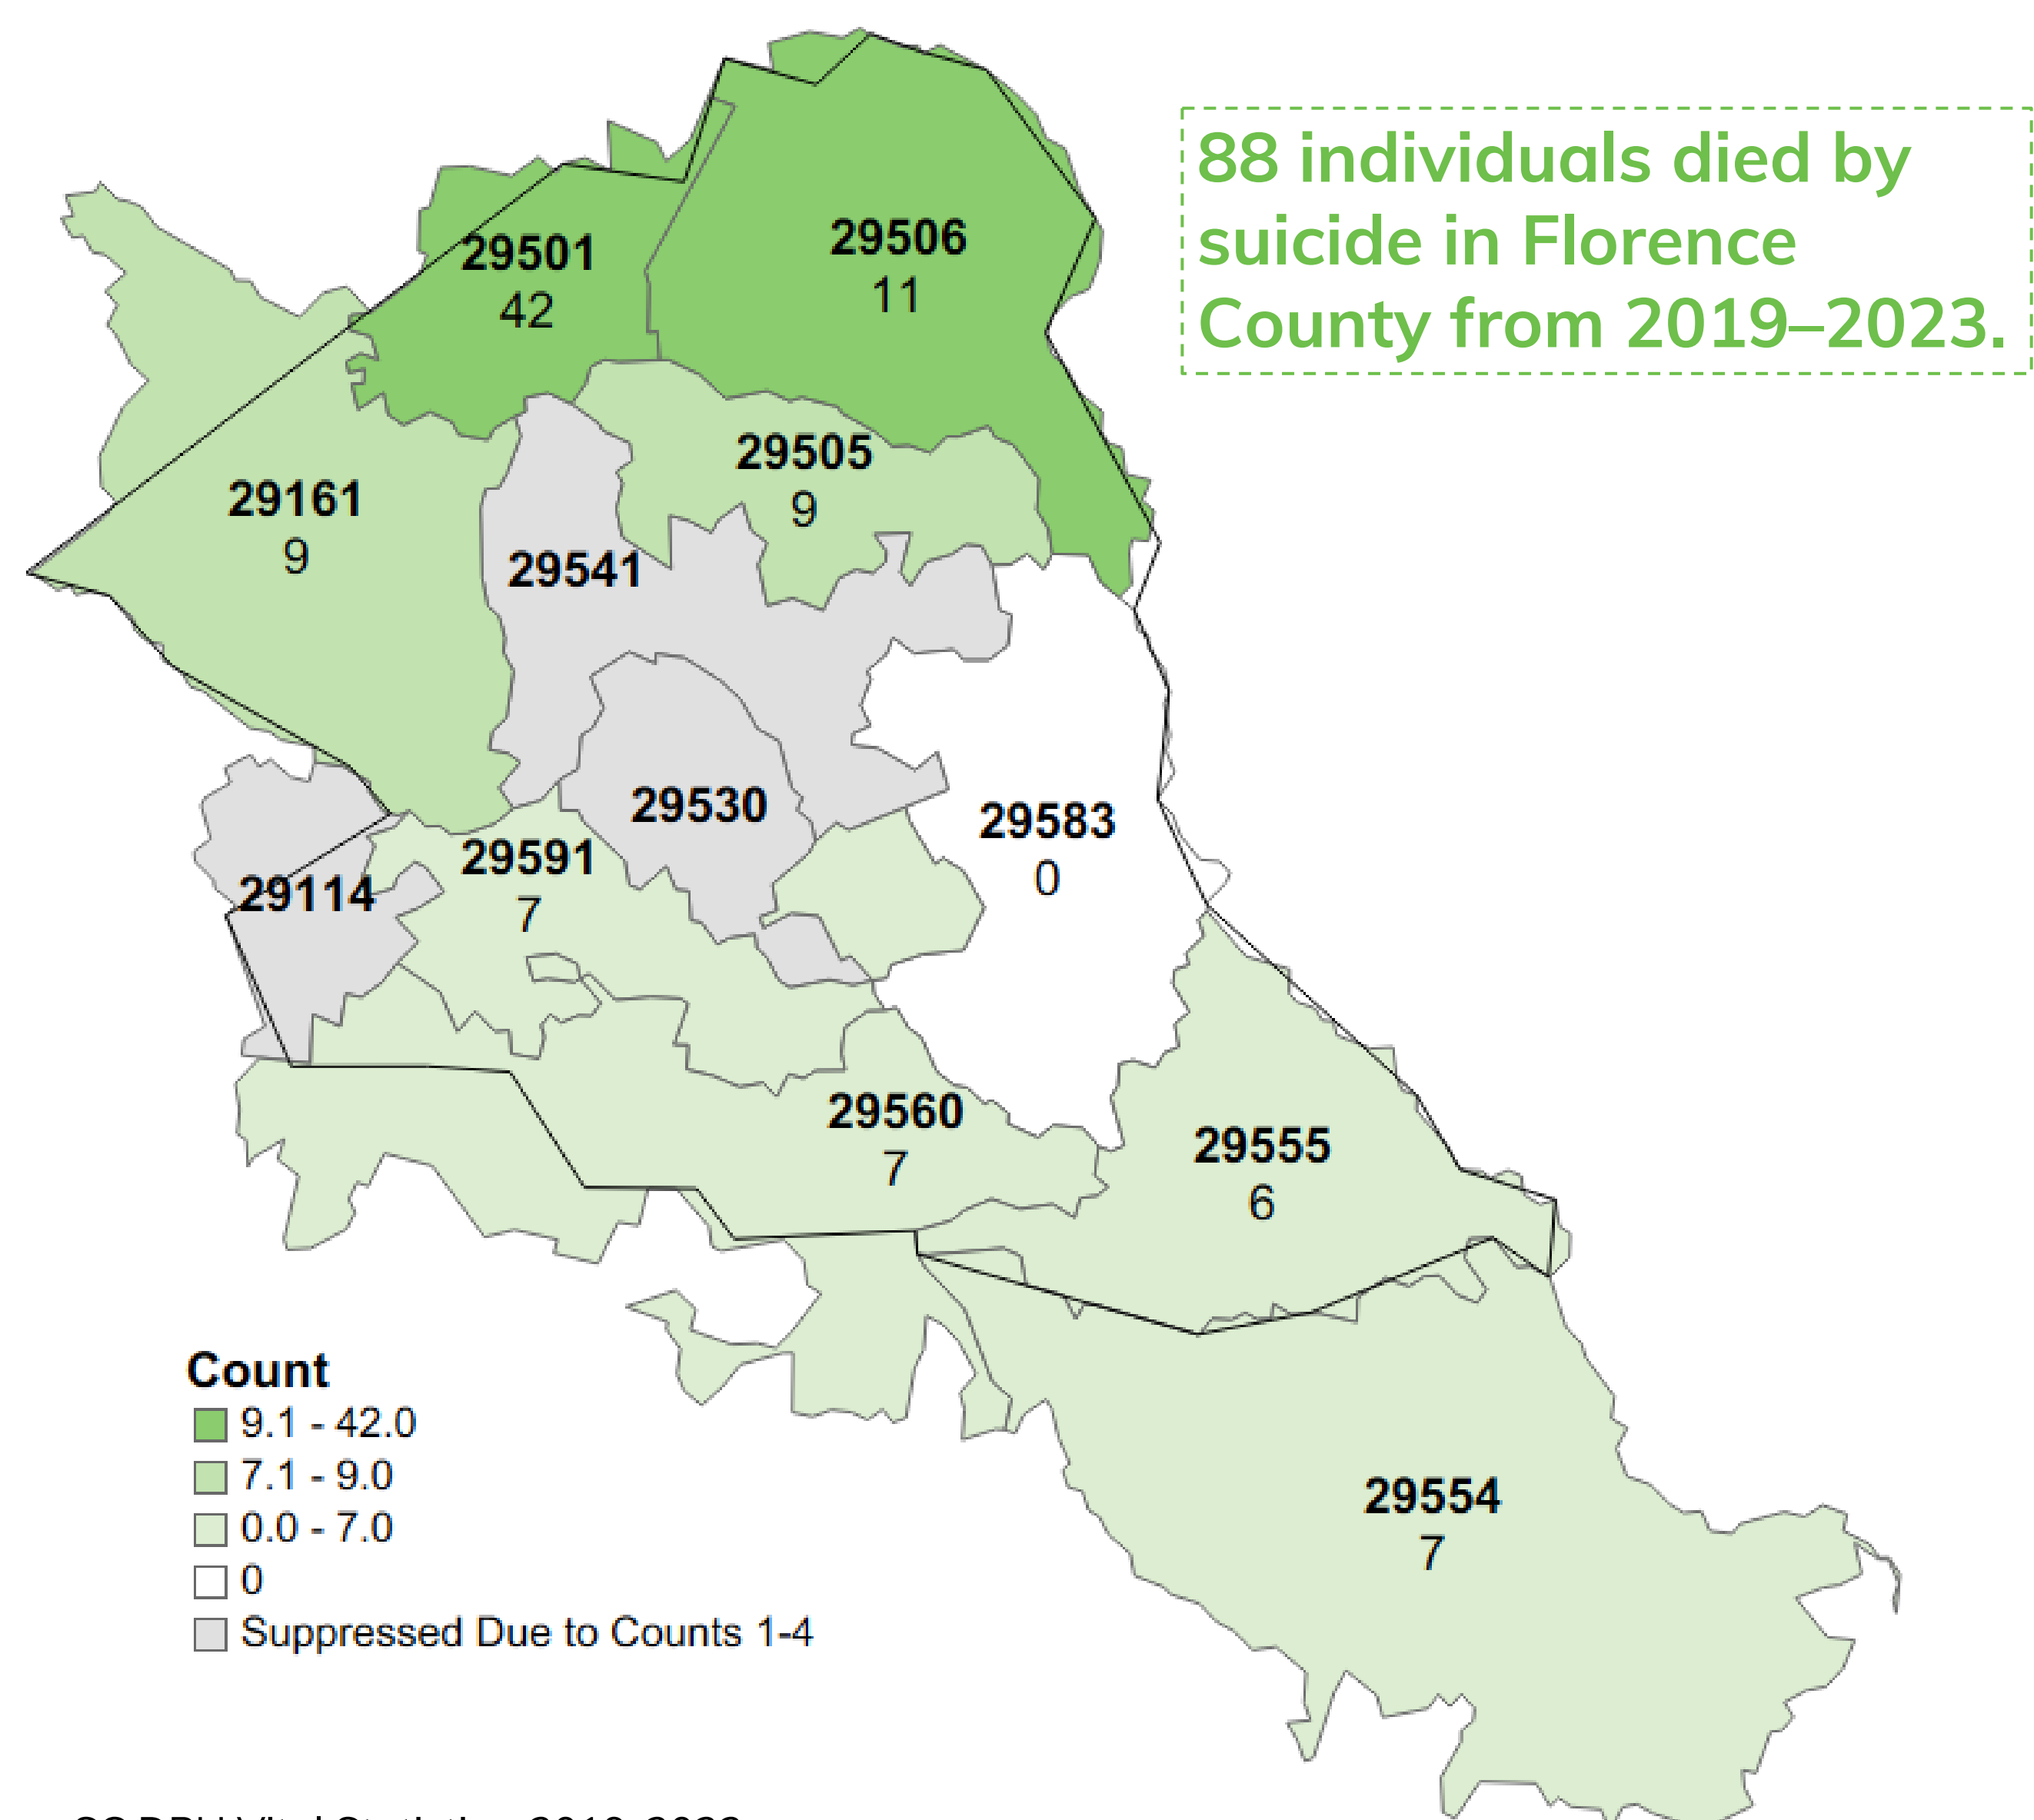 88 individuals died by
suicide in Florence
County from 2019–2023.
29506
11
29501
42
29505
9
29161
9
29541
29530
29583
0
29591
7
29114
29560
7
29555
6
29554
7
Count
9.1 - 42.0
7.1 - 9.0
0.0 - 7.0
0
Suppressed Due to Counts 1-4